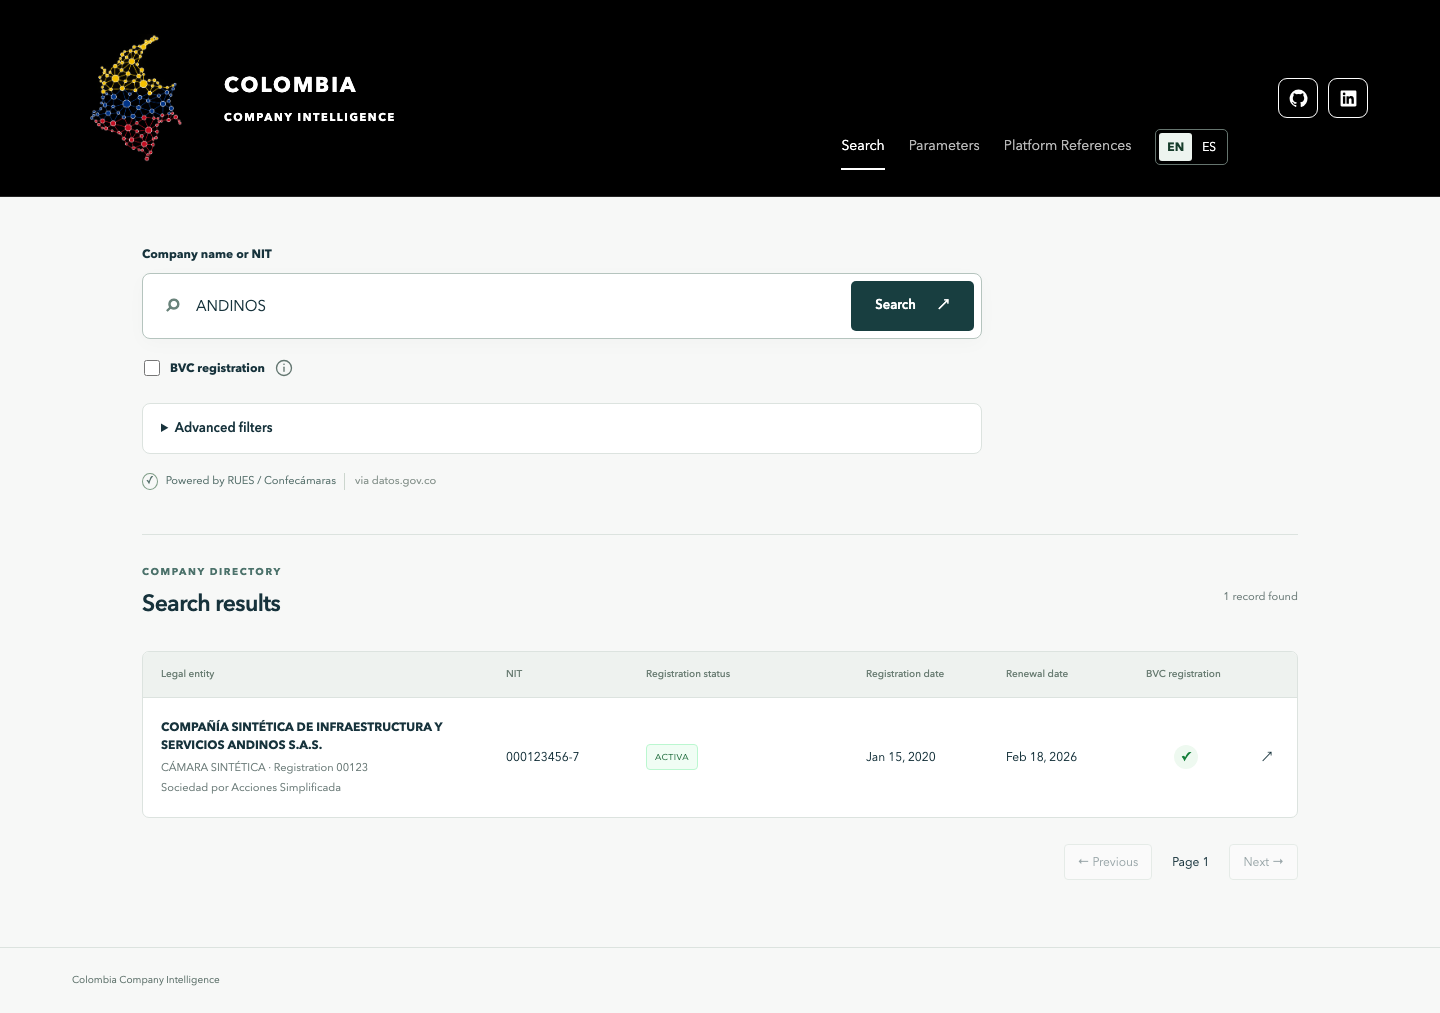 COLOMBIA
COMPANY INTELLIGENCE
Search
Parameters
Platform References
EN
ES
Company name or NIT
ANDINOS
Search ↗
BVC registration
Advanced filters
Powered by RUES / Confecámaras
via datos.gov.co
COMPANY DIRECTORY
Search results
1 record found
Legal entity
NIT
Registration status
Registration date
Renewal date
BVC registration
COMPAÑÍA SINTÉTICA DE INFRAESTRUCTURA Y
SERVICIOS ANDINOS S.A.S.
CÁMARA SINTÉTICA · Registration 00123
Sociedad por Acciones Simplificada
000123456-7
ACTIVA
Jan 15, 2020
Feb 18, 2026
✓
↗
← Previous
Page 1
Next →
Colombia Company Intelligence